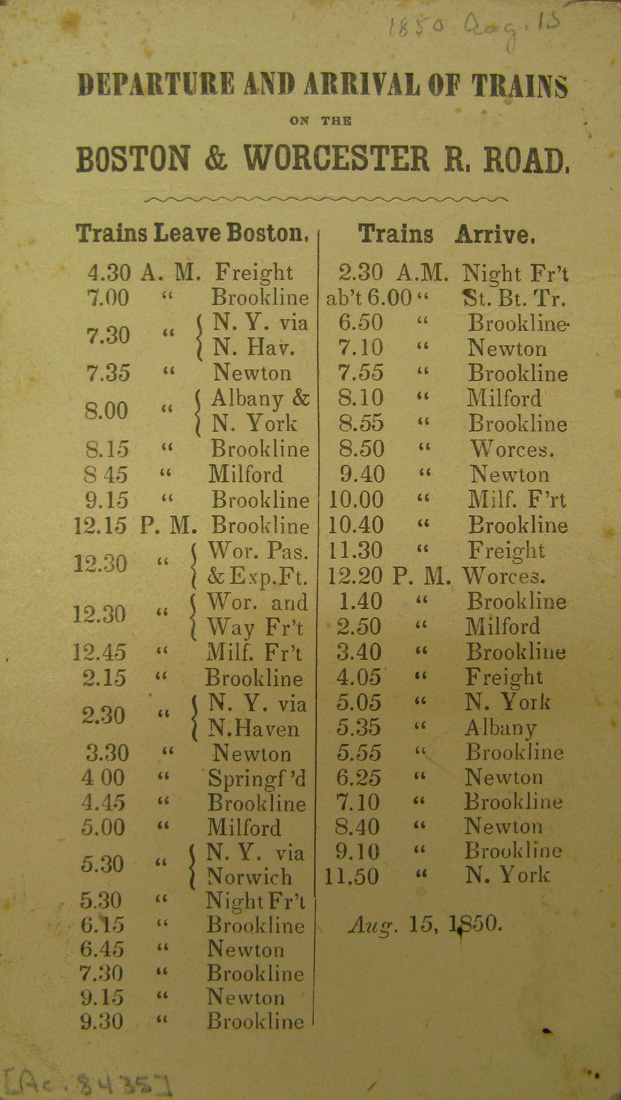 1850 Aug. 15
DEPARTURE AND ARRIVAL OF TRAINS
ON THE
BOSTON & WORCESTER R. ROAD.
Trains Leave Boston.
4.30 A. M. Freight
7.00 “ Brookline
7.30 “ { N. Y. via
N. Hav.
7.35 “ Newton
8.00 “ { Albany &
N. York
8.15 “ Brookline
8 45 “ Milford
9.15 “ Brookline
12.15 P. M. Brookline
12.30 “ { Wor. Pas.
& Exp.Ft.
12.30 “ { Wor. and
Way Fr't
12.45 “ Milf. Fr't
2.15 “ Brookline
2.30 “ { N. Y. via
N.Haven
3.30 “ Newton
4 00 “ Springf'd
4.45 “ Brookline
5.00 “ Milford
5.30 “ { N. Y. via
Norwich
5.30 “ Night Fr't
6.15 “ Brookline
6.45 “ Newton
7.30 “ Brookline
9.15 “ Newton
9.30 “ Brookline
Trains Arrive.
2.30 A.M. Night Fr't
ab't 6.00 “ St. Bt. Tr.
6.50 “ Brookline
7.10 “ Newton
7.55 “ Brookline
8.10 “ Milford
8.55 “ Brookline
8.50 “ Worces.
9.40 “ Newton
10.00 “ Milf. F'rt
10.40 “ Brookline
11.30 “ Freight
12.20 P. M. Worces.
1.40 “ Brookline
2.50 “ Milford
3.40 “ Brookline
4.05 “ Freight
5.05 “ N. York
5.35 “ Albany
5.55 “ Brookline
6.25 “ Newton
7.10 “ Brookline
8.40 “ Newton
9.10 “ Brookline
11.50 “ N. York
Aug. 15, 1850.
[Ac. 8435]